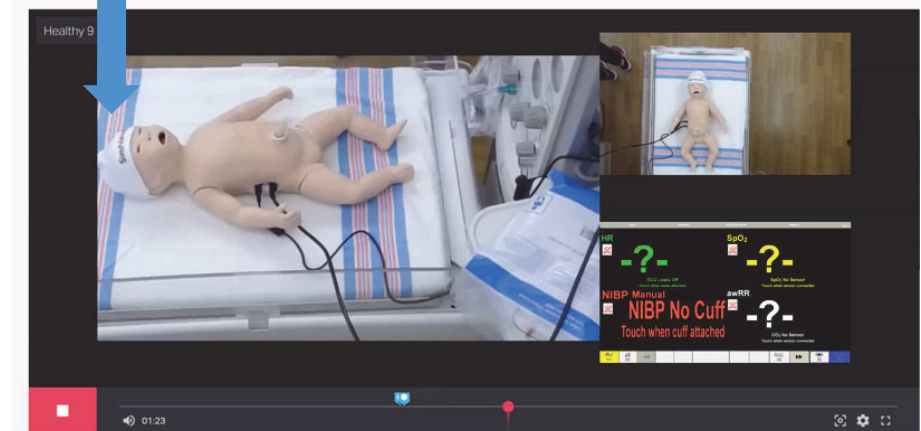 Healthy 9
SimNewB
HR
-?-
ECG Leads Off
Touch when leads attached
SpO₂
-?-
SpO₂ No Sensor
Touch when sensor connected
NIBP Manual
NIBP No Cuff
Touch when cuff attached
awRR
-?-
CO₂ No Sensor
Touch when sensor connected
01:23